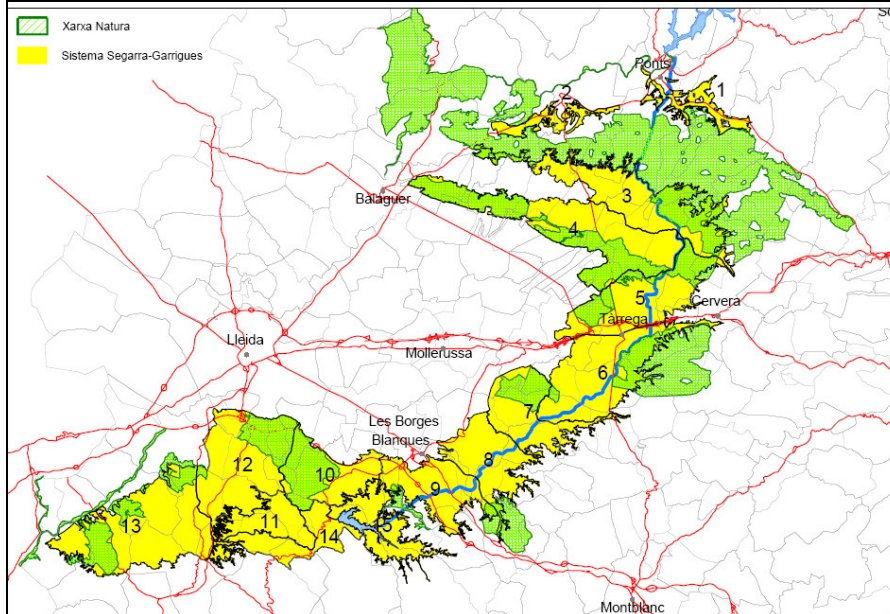 Xarxa Natura
Sistema Segarra-Garrigues
Ponts
1
2
3
Balaguer
4
5
Cervera
Tàrrega
Lleida
Mollerussa
6
7
Les Borges
Blanques
8
12
10
9
11
13
14
15
Montblanc